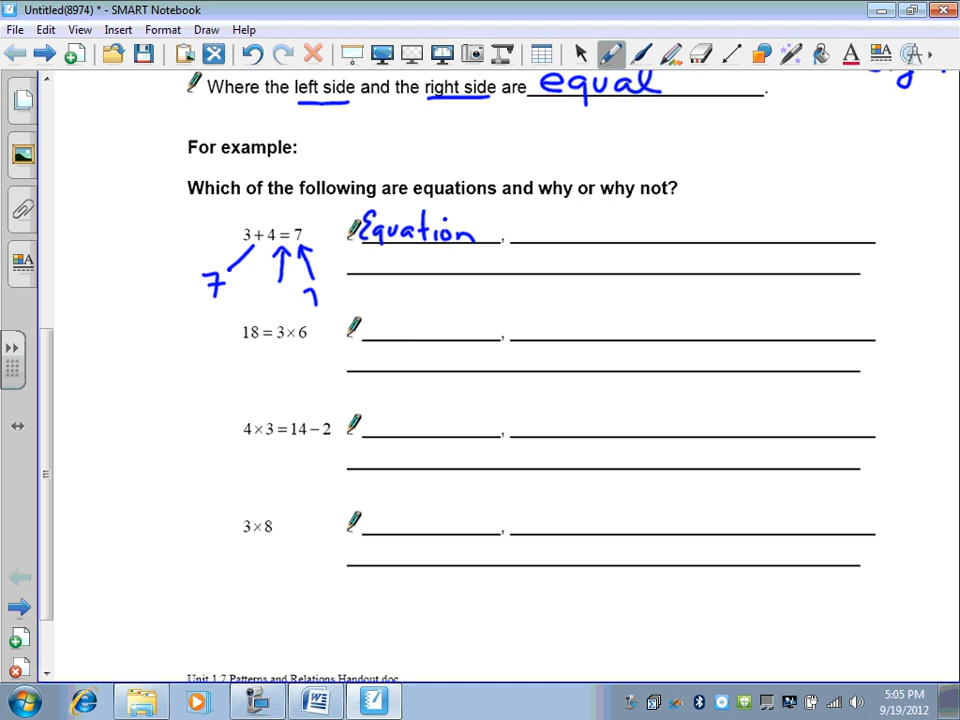 Untitled(8974) * - SMART Notebook
File Edit View Insert Format Draw Help
Where the left side and the right side are equal.
For example:
Which of the following are equations and why or why not?
3 + 4 = 7 Equation,
7
18 = 3 × 6 ,
4 × 3 = 14 − 2 ,
3 × 8 ,
Unit 1.7 Patterns and Relations Handout.doc
5:05 PM
9/19/2012